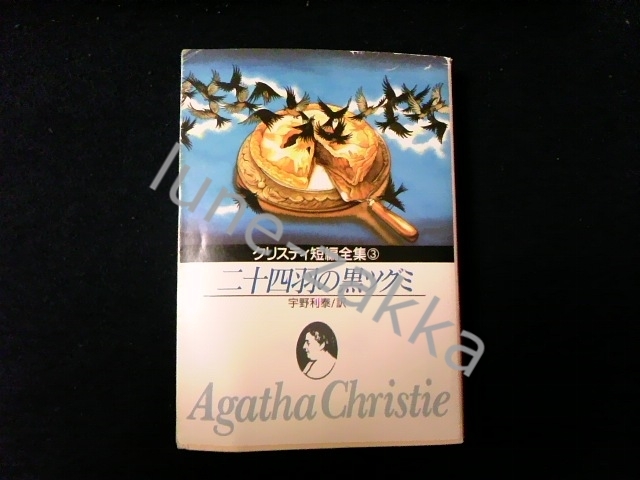 クリスティ短編全集③
二十四羽の黒ツグミ
宇野利泰/訳
Agatha Christie
lune-zakka